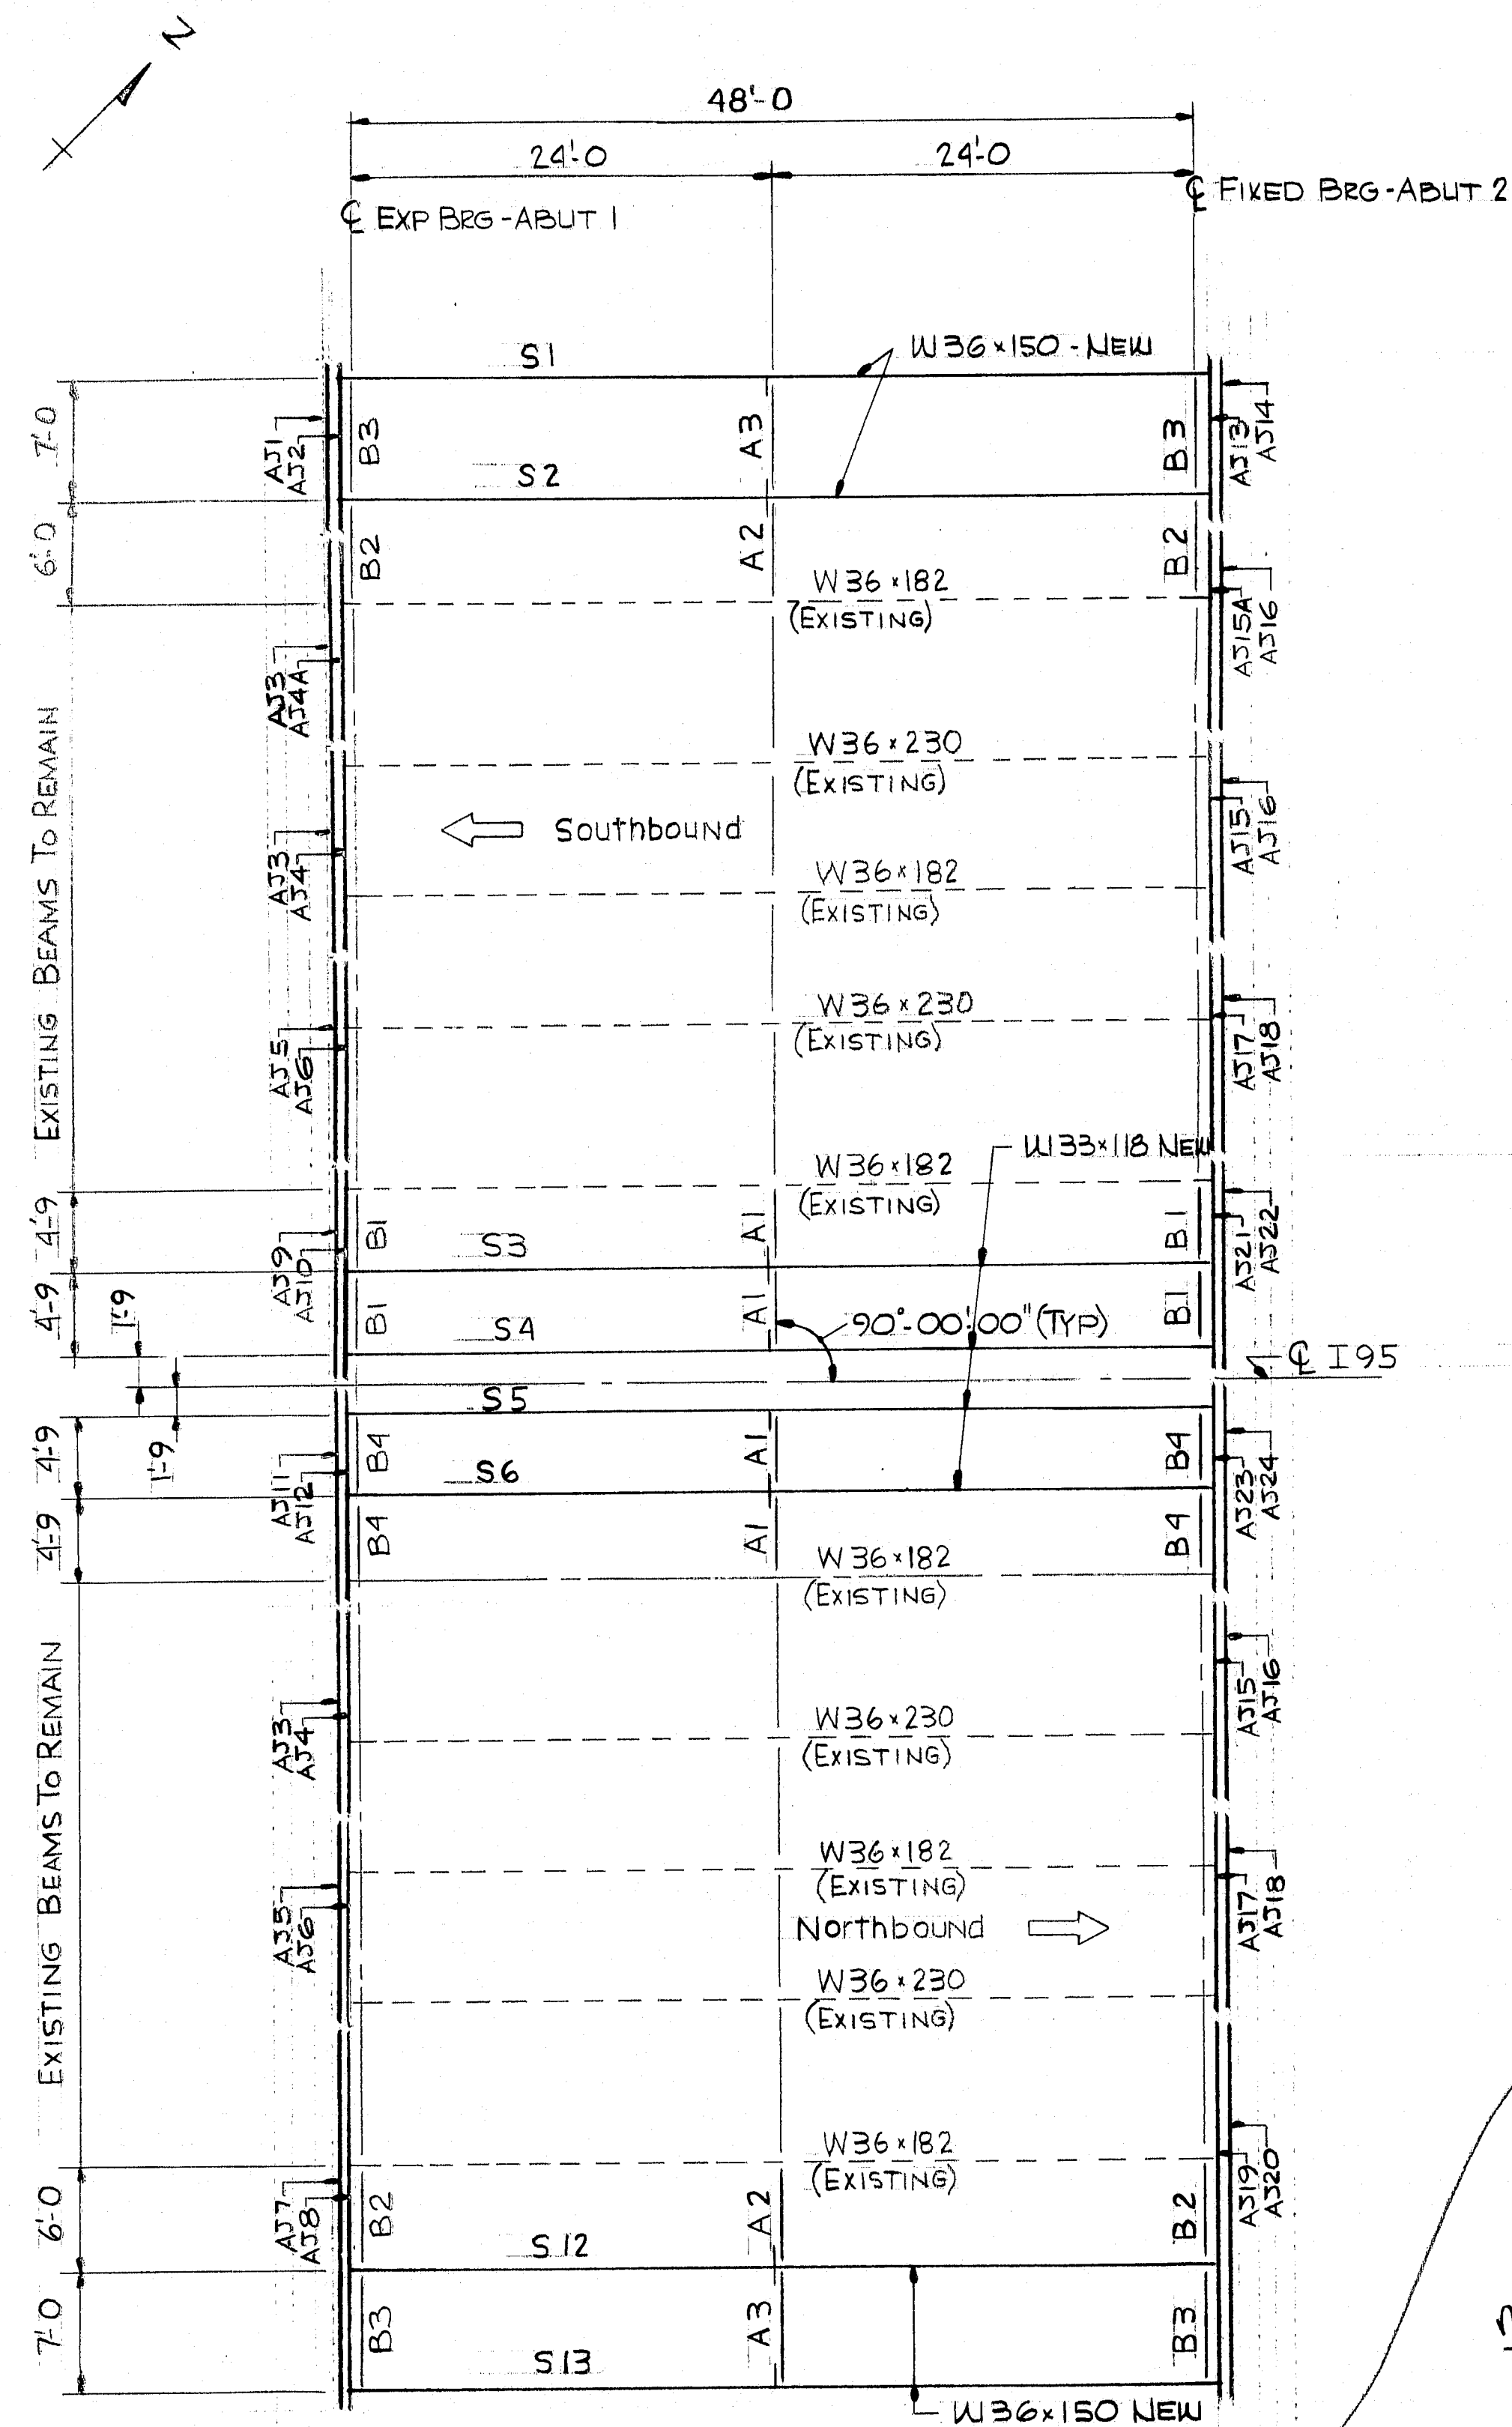 N
48'-0
24'-0 24'-0
℄ EXP BRG-ABUT 1
℄ FIXED BRG-ABUT 2
S1
W36×150 - NEW
7'-0
AJ1
AJ2
B3
A3
B3
AJ13
AJ14
S2
6'-0
B2
A2
B2
W36×182
(EXISTING)
AJ15A
AJ16
AJ3
AJ4A
EXISTING BEAMS TO REMAIN
W36×230
(EXISTING)
Southbound
AJ3
AJ4
AJ15
AJ16
W36×182
(EXISTING)
W36×230
(EXISTING)
AJ5
AJ6
AJ17
AJ18
W33×118 NEW
W36×182
(EXISTING)
4'-9
AJ9
AJ10
B1
S3
A1
B1
AJ21
AJ22
4'-9
1'-9
B1
S4
A1
90°-00'-00" (TYP)
B1
℄ I95
S5
1'-9
4'-9
AJ11
AJ12
B4
A1
B4
AJ23
AJ24
S6
4'-9
B4
A1
B4
W36×182
(EXISTING)
EXISTING BEAMS TO REMAIN
AJ3
AJ4
AJ15
AJ16
W36×230
(EXISTING)
W36×182
(EXISTING)
AJ5
AJ6
AJ17
AJ18
Northbound
W36×230
(EXISTING)
W36×182
(EXISTING)
AJ19
AJ20
6'-0
AJ7
AJ8
B2
A2
B2
S12
7'-0
B3
A3
B3
S13
W36×150 NEW